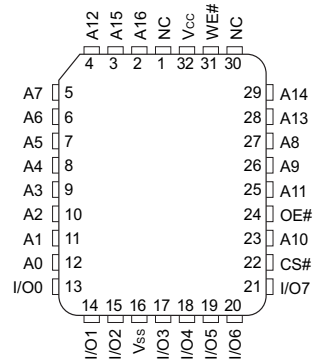 A12 A15 A16 NC Vcc WE# NC
4 3 2 1 32 31 30
A7 5 29 A14
A6 6 28 A13
A5 7 27 A8
A4 8 26 A9
A3 9 25 A11
A2 10 24 OE#
A1 11 23 A10
A0 12 22 CS#
I/O0 13 21 I/O7
14 15 16 17 18 19 20
I/O1 I/O2 Vss I/O3 I/O4 I/O5 I/O6